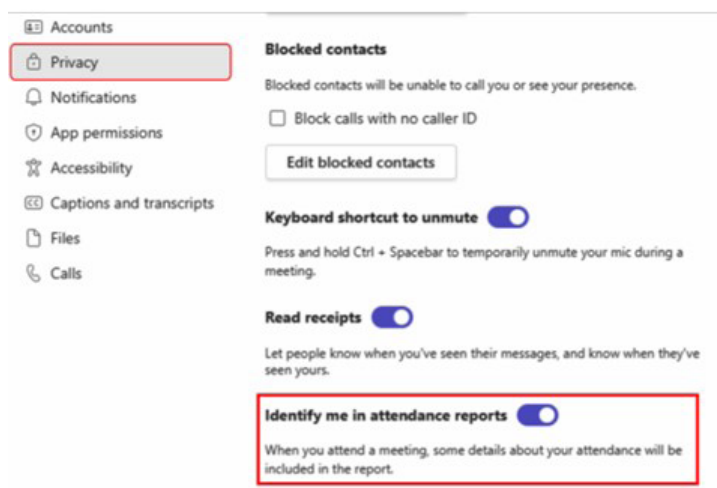 Accounts
Privacy
Notifications
App permissions
Accessibility
CC Captions and transcripts
Files
Calls
Blocked contacts
Blocked contacts will be unable to call you or see your presence.
Block calls with no caller ID
Edit blocked contacts
Keyboard shortcut to unmute
Press and hold Ctrl + Spacebar to temporarily unmute your mic during a
meeting.
Read receipts
Let people know when you've seen their messages, and know when they've
seen yours.
Identify me in attendance reports
When you attend a meeting, some details about your attendance will be
included in the report.